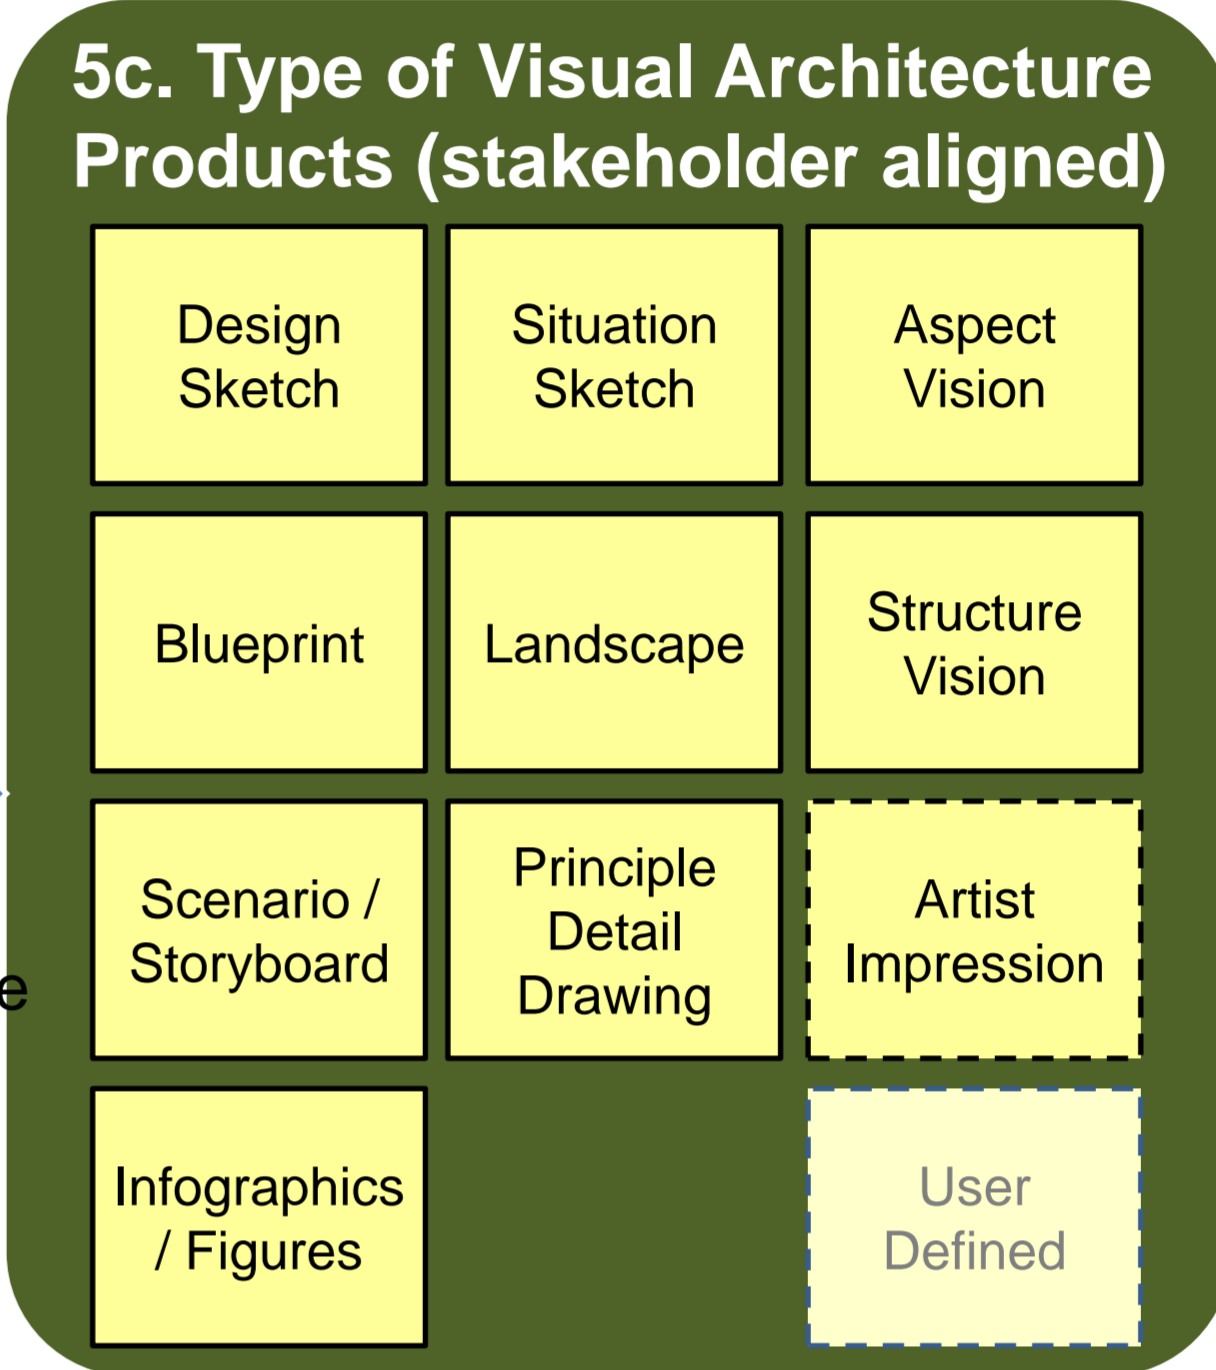 5c. Type of Visual Architecture
Products (stakeholder aligned)
Design
Sketch
Situation
Sketch
Aspect
Vision
Blueprint
Landscape
Structure
Vision
Scenario /
Storyboard
Principle
Detail
Drawing
Artist
Impression
e
Infographics
/ Figures
User
Defined